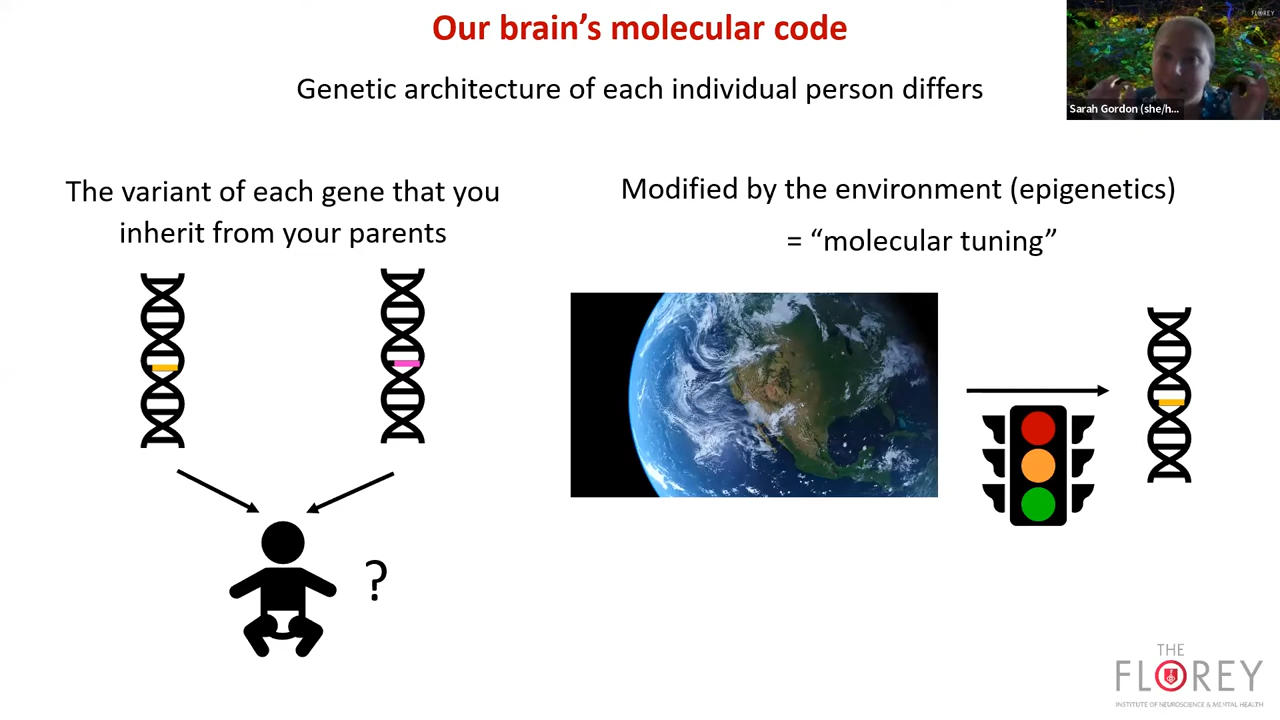 Our brain's molecular code
FLOREY
Genetic architecture of each individual person differs
Sarah Gordon (she/h...
The variant of each gene that you
inherit from your parents
Modified by the environment (epigenetics)
= “molecular tuning”
?
THE
FLOREY
INSTITUTE OF NEUROSCIENCE & MENTAL HEALTH